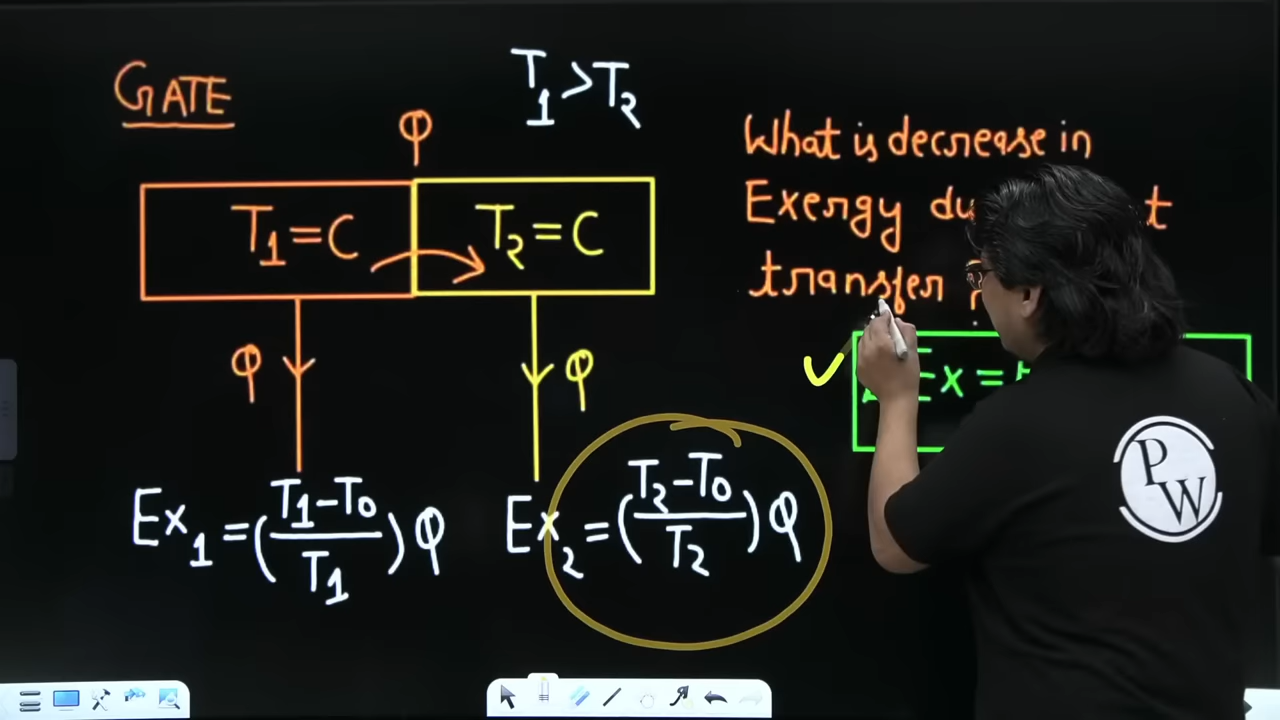 GATE
T1 > T2
Q
T1 = C
T2 = C
Q
Q
Ex1 = (T1 - T0 / T1) Q
Ex2 = (T2 - T0 / T2) Q
What is decrease in
Exergy du t
transfer ?
Ex =
PW